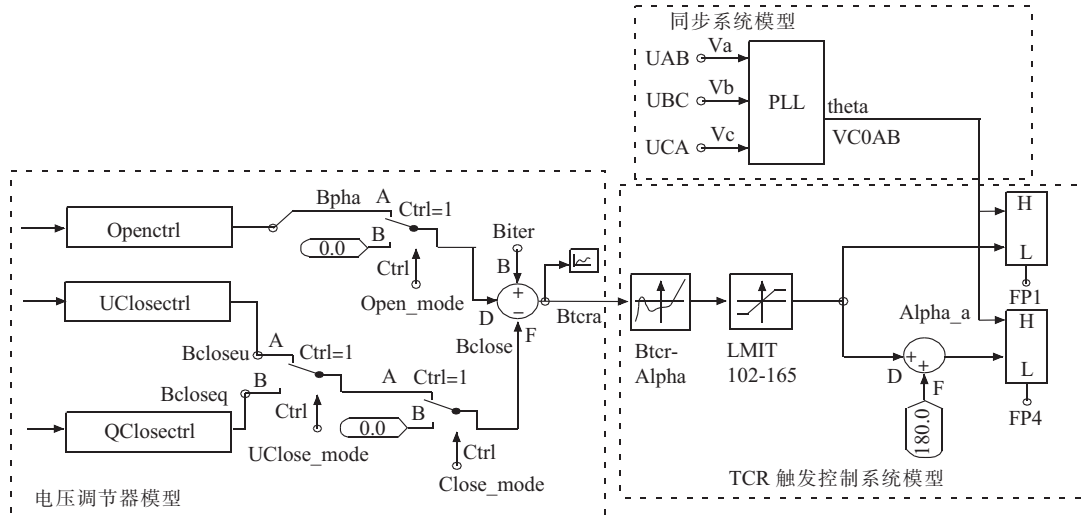 同步系统模型
UAB Va
UBC Vb
UCA Vc
PLL
theta
VC0AB
Openctrl
Bpha
A
Ctrl=1
B
0.0
Ctrl
Open_mode
Biter
B
+
−
D
F
Btcra
Bclose
UClosectrl
Bcloseu
A
Ctrl=1
Bcloseq
B
Ctrl
UClose_mode
QClosectrl
A
Ctrl=1
B
0.0
Ctrl
Close_mode
电压调节器模型
Btcr-
Alpha
LMIT
102-165
H
L
FP1
Alpha_a
H
L
FP4
+
+
D
F
180.0
TCR 触发控制系统模型